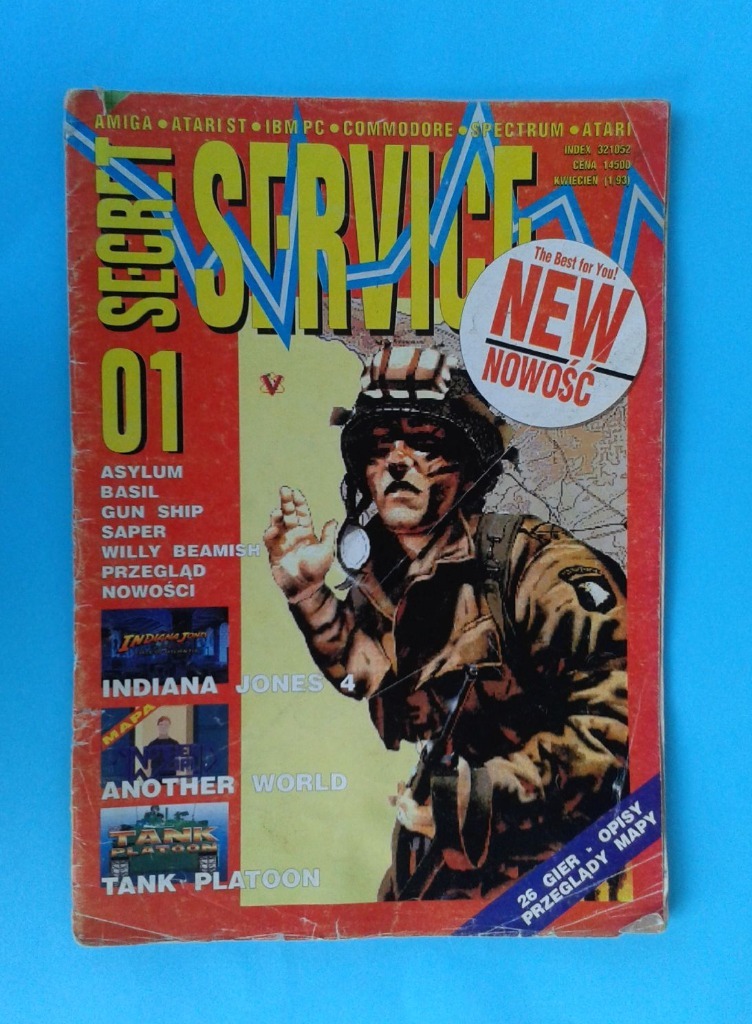 AMIGA • ATARI ST • IBM PC • COMMODORE • SPECTRUM • ATARI
INDEX 321052
CENA 14500
KWIECIEŃ (1,93)
SECRET
SERVICE
The Best for You!
NEW
NOWOŚĆ
01
V
ASYLUM
BASIL
GUN SHIP
SAPER
WILLY BEAMISH
PRZEGLĄD
NOWOŚCI
INDIANA JONES
INDIANA JONES 4
MAPA
ANOTHER WORLD
TANK
PLATOON
TANK PLATOON
26 GIER - OPISY
PRZEGLĄDY MAPY